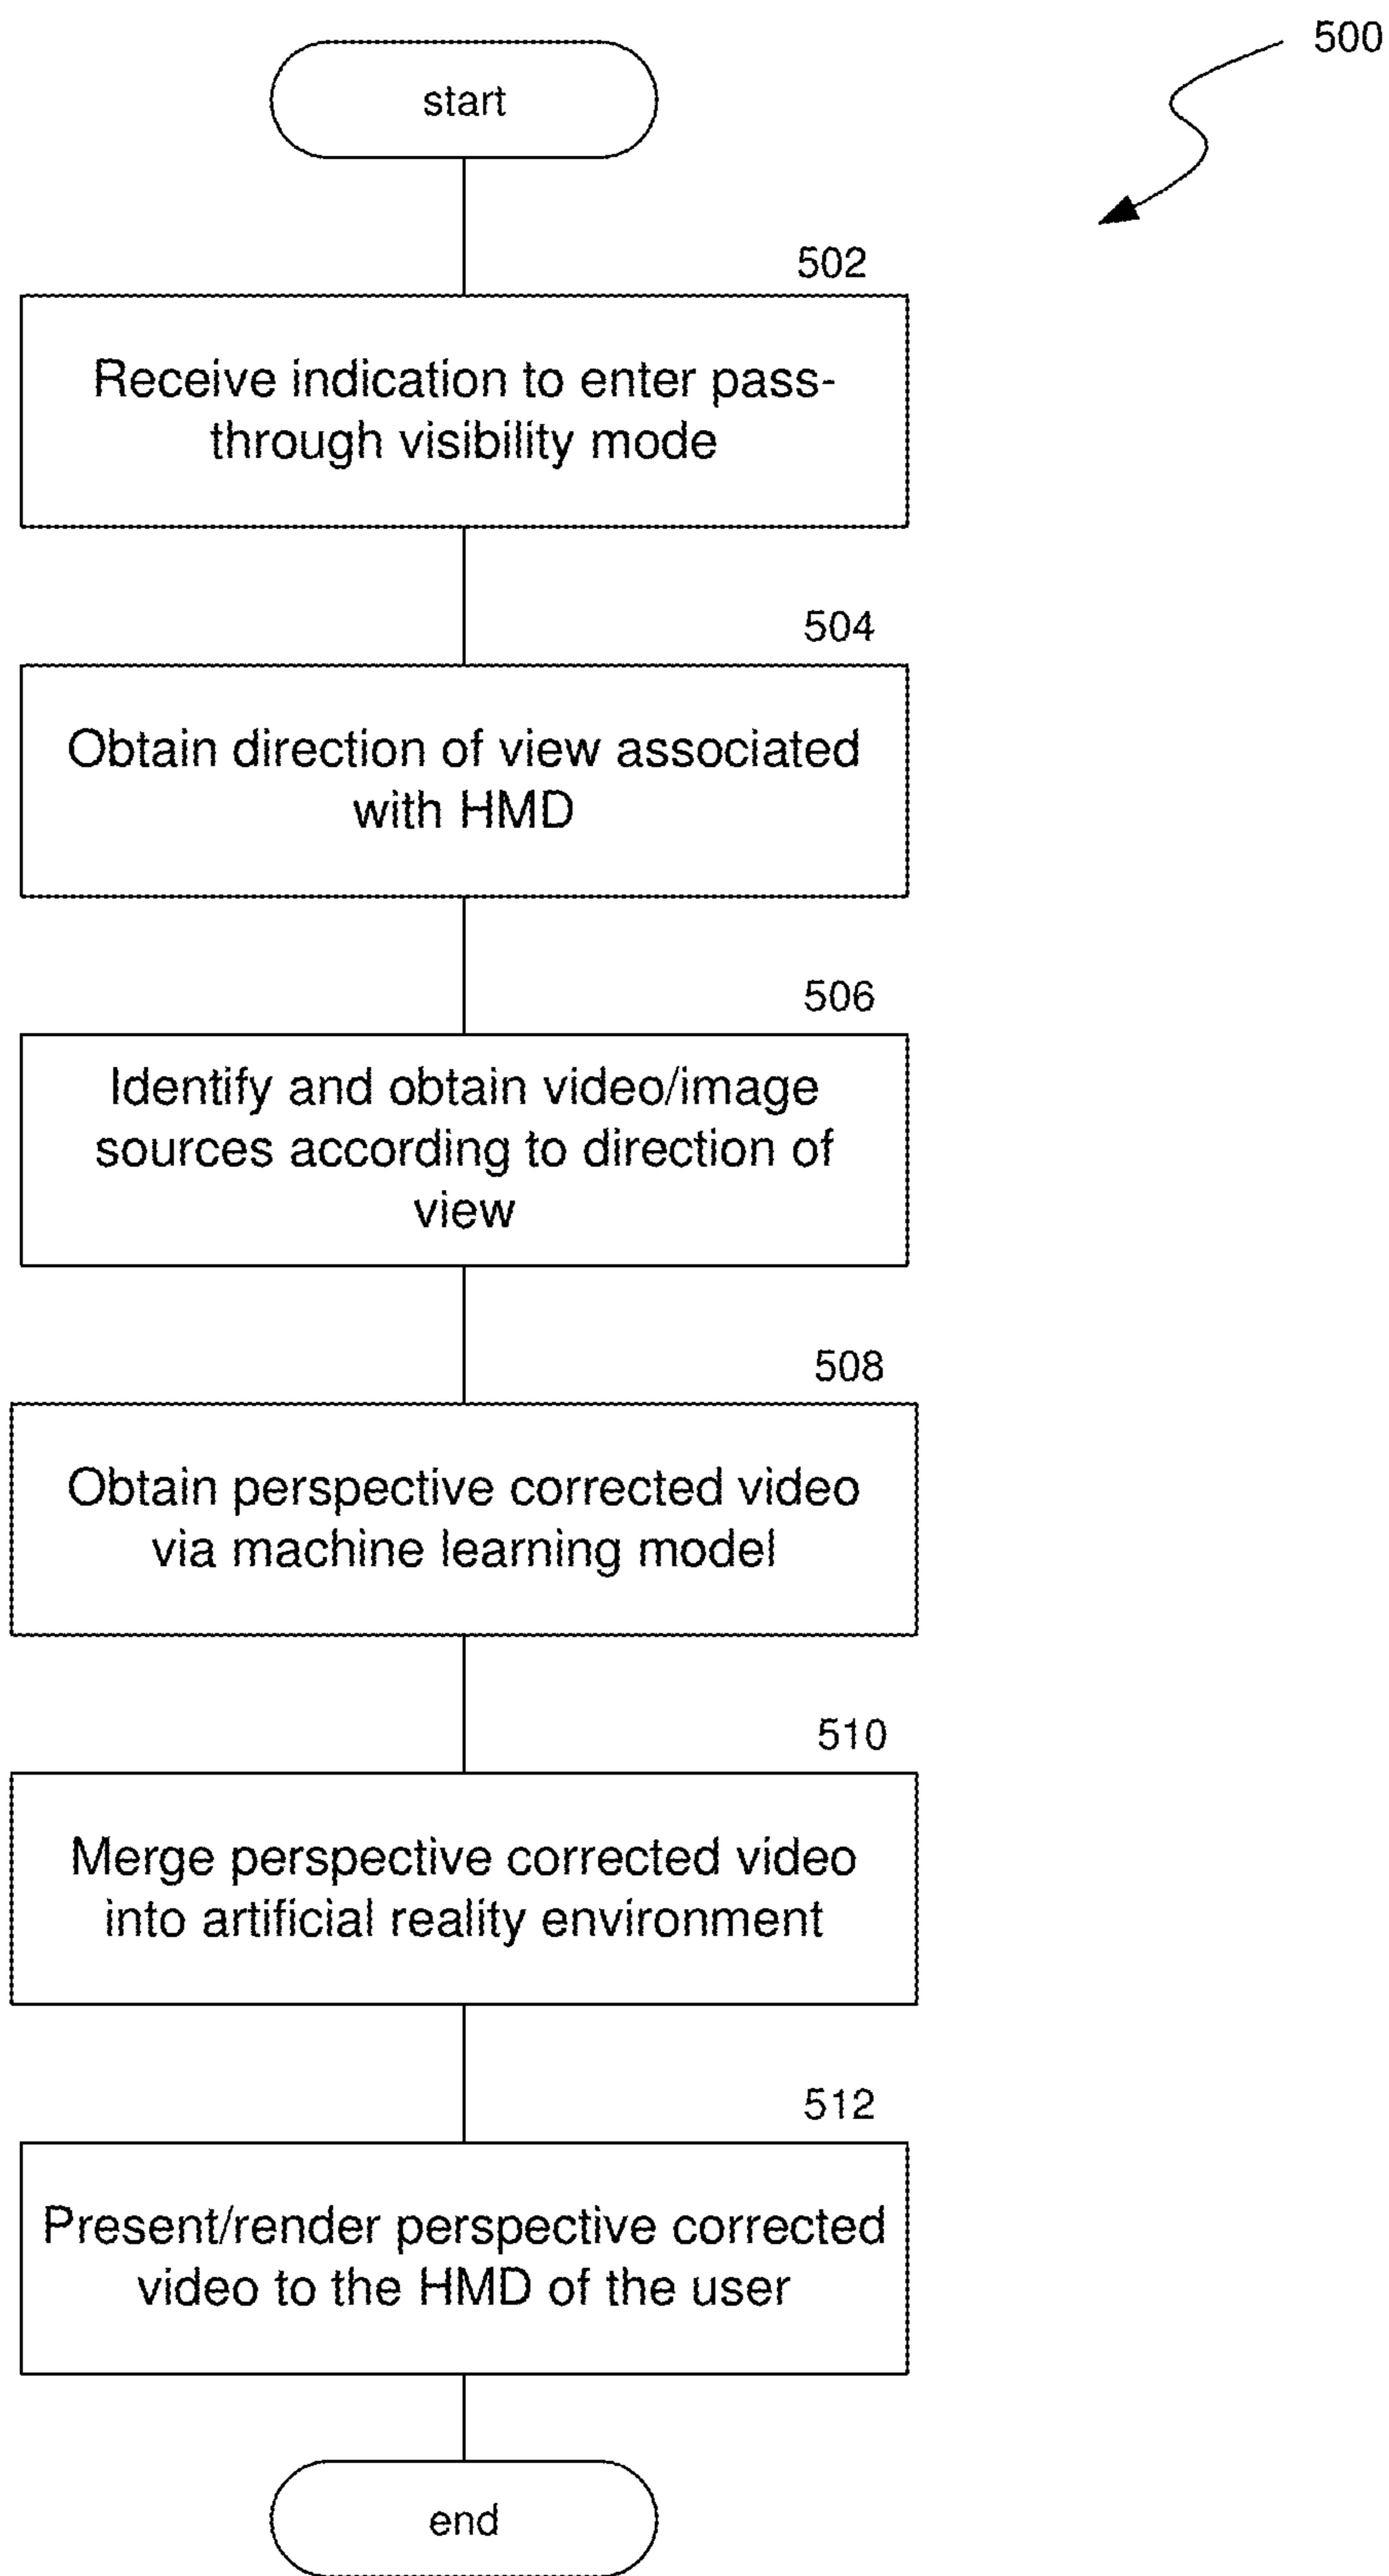 500
start
502
Receive indication to enter pass-
through visibility mode
504
Obtain direction of view associated
with HMD
506
Identify and obtain video/image
sources according to direction of
view
508
Obtain perspective corrected video
via machine learning model
510
Merge perspective corrected video
into artificial reality environment
512
Present/render perspective corrected
video to the HMD of the user
end